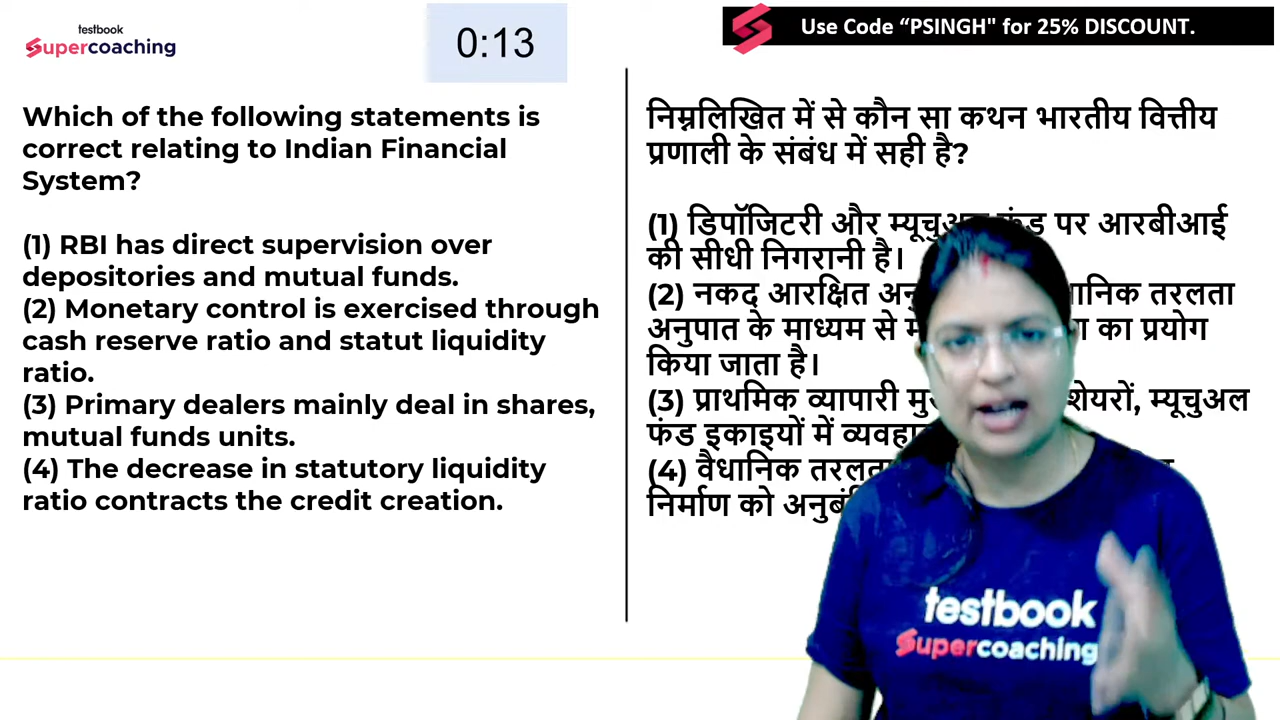 testbook
Supercoaching
0:13
Use Code “PSINGH" for 25% DISCOUNT.
Which of the following statements is
correct relating to Indian Financial
System?
(1) RBI has direct supervision over
depositories and mutual funds.
(2) Monetary control is exercised through
cash reserve ratio and statut liquidity
ratio.
(3) Primary dealers mainly deal in shares,
mutual funds units.
(4) The decrease in statutory liquidity
ratio contracts the credit creation.
निम्नलिखित में से कौन सा कथन भारतीय वित्तीय
प्रणाली के संबंध में सही है?
(1) डिपॉजिटरी और म्यूचुअल फंड पर आरबीआई
की सीधी निगरानी है।
(2) नकद आरक्षित तरलता
अनुपात के माध्यम से का प्रयोग
किया जाता है।
(3) प्राथमिक व्यापारी शेयरों, म्यूचुअल
फंड इकाइयों में
(4) वैधानिक
निर्माण को
testbook
Supercoaching